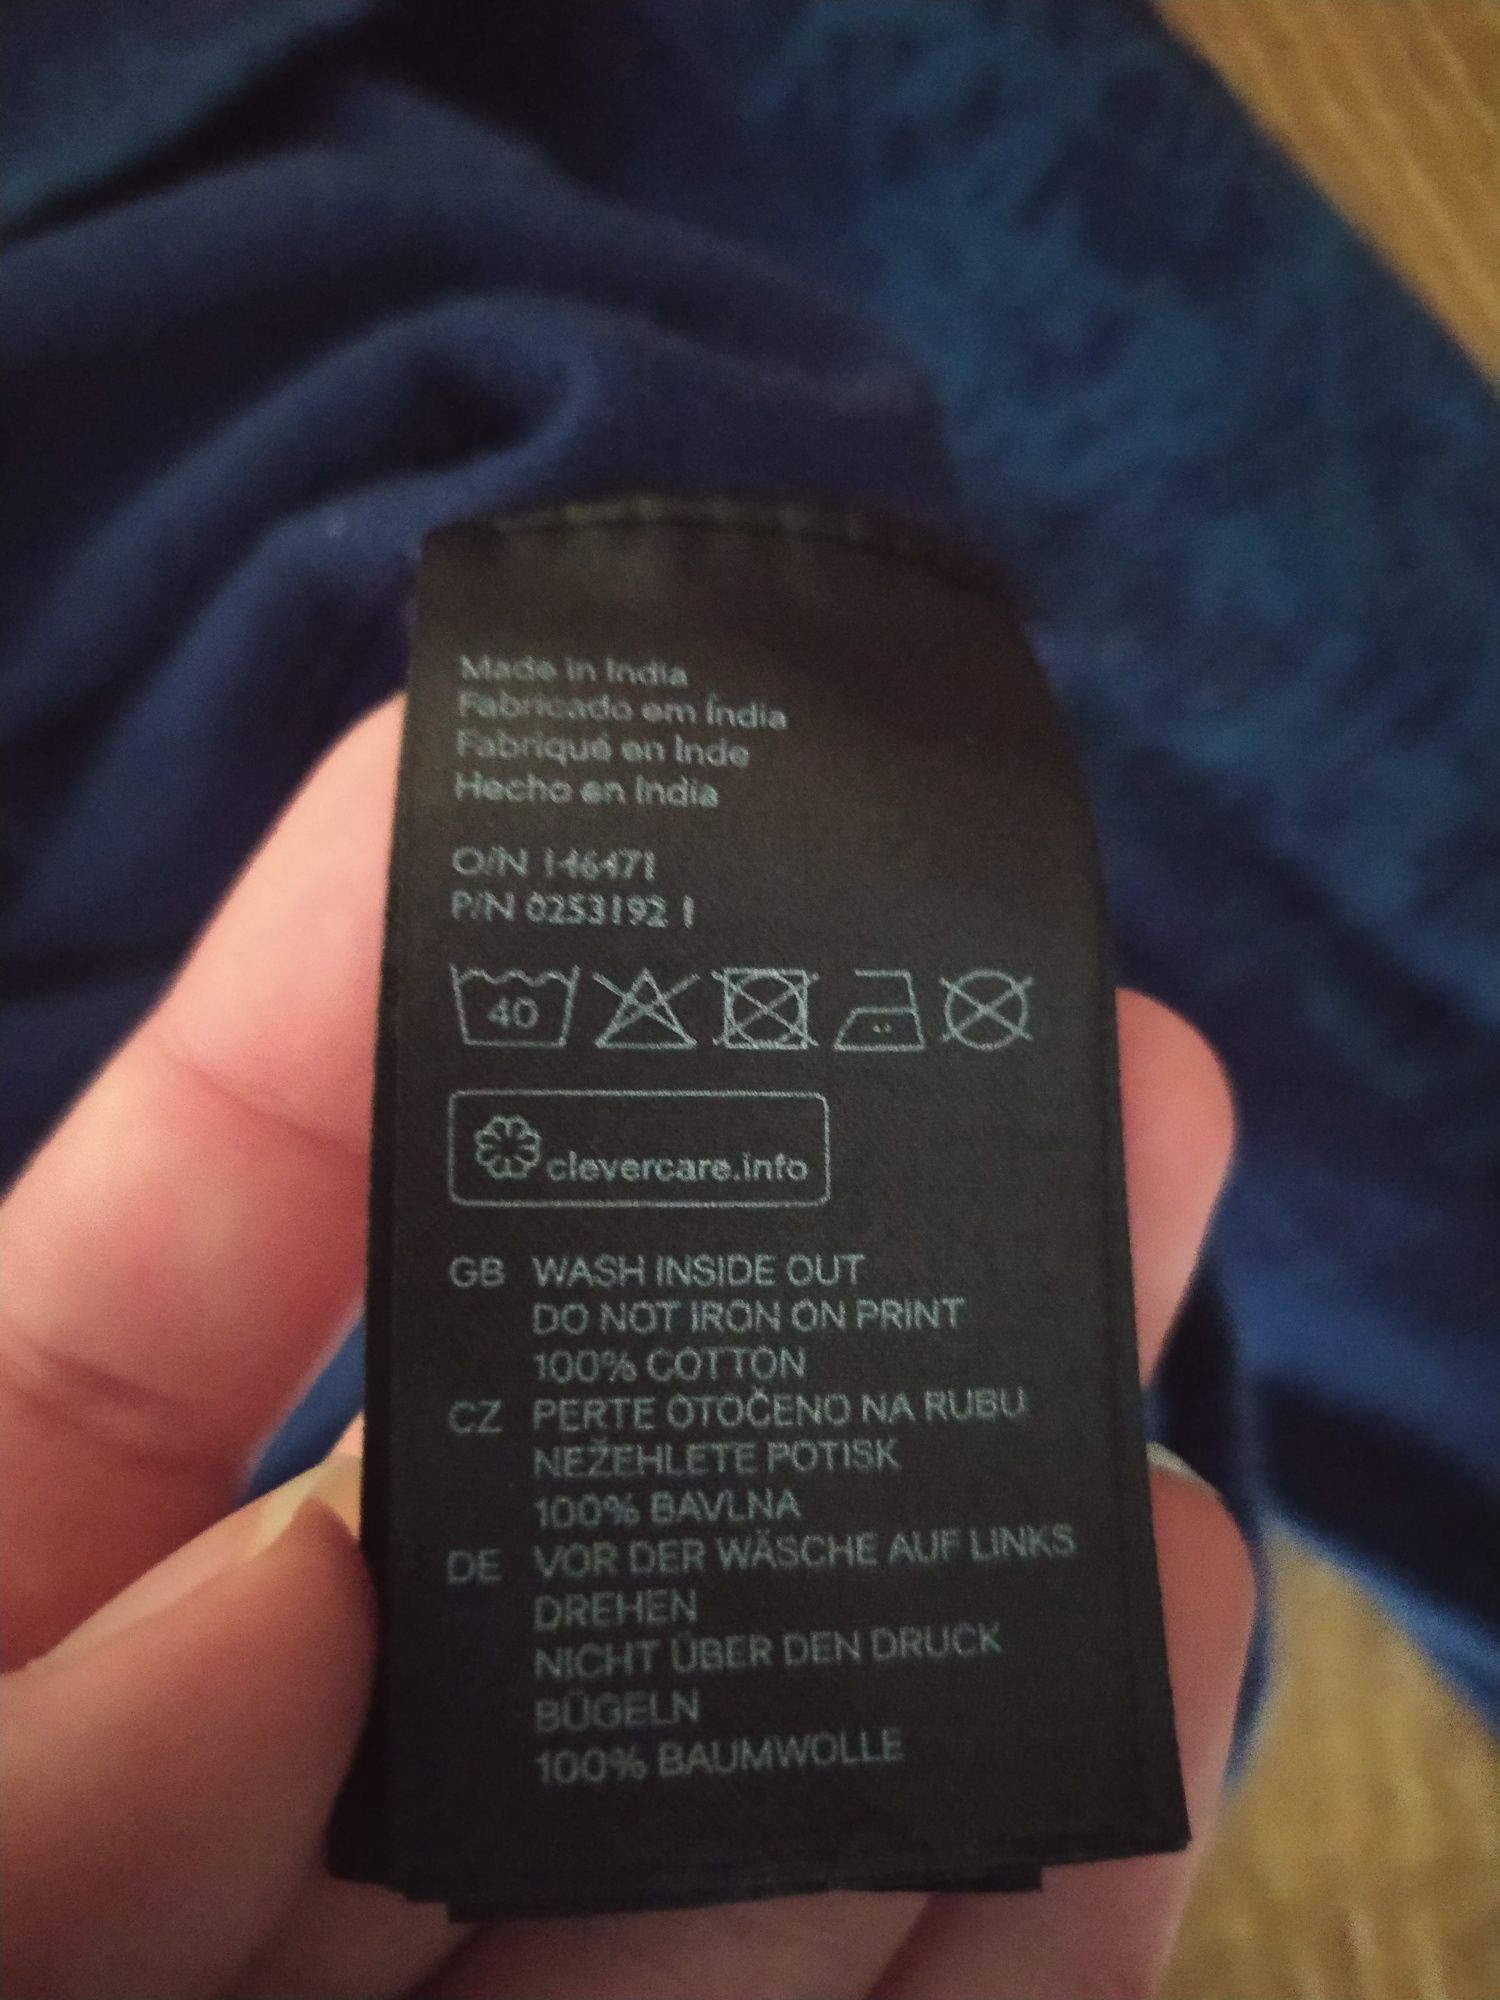 Made in India
Fabricado em Índia
Fabriqué en Inde
Hecho en India
O/N 146471
P/N 0253192 1
40
clevercare.info
GB WASH INSIDE OUT
DO NOT IRON ON PRINT
100% COTTON
CZ PERTE OTOČENO NA RUBU
NEŽEHLETE POTISK
100% BAVLNA
DE VOR DER WÄSCHE AUF LINKS
DREHEN
NICHT ÜBER DEN DRUCK
BÜGELN
100% BAUMWOLLE